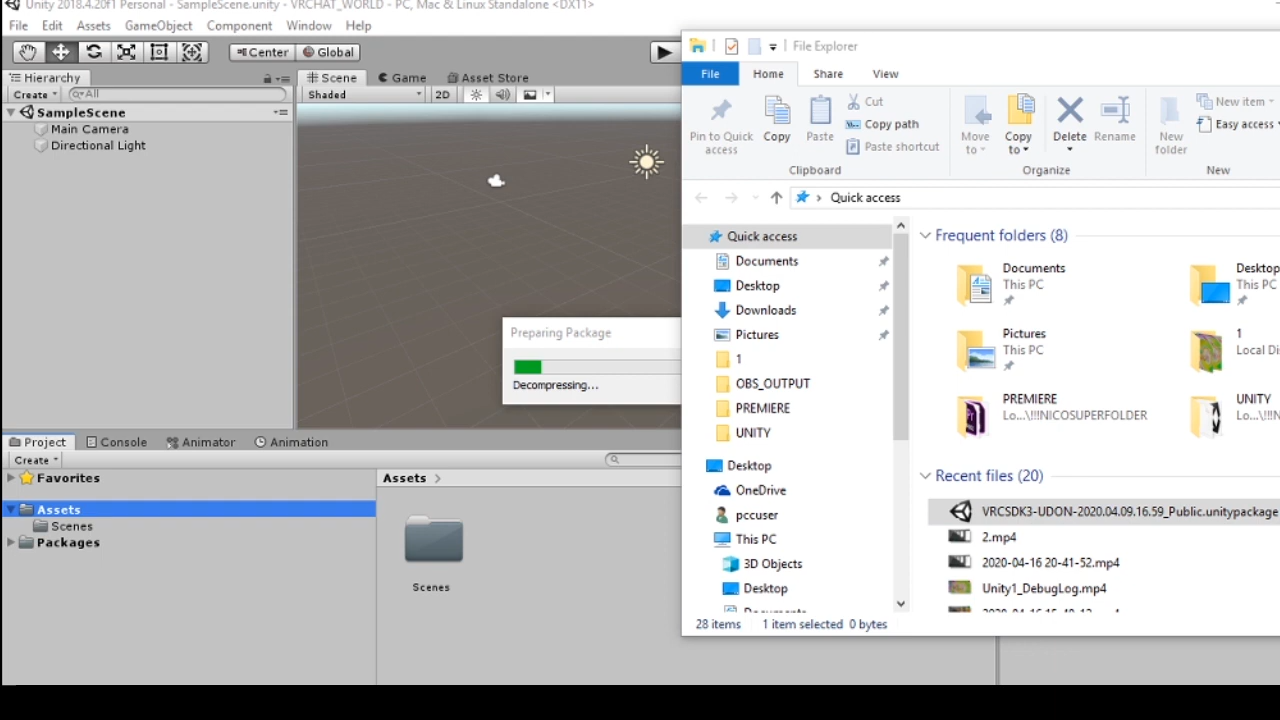 Unity 2018.4.20f1 Personal - SampleScene.unity - VRCHAT_WORLD - PC, Mac & Linux Standalone <DX11>
File Edit Assets GameObject Component Window Help
Center Global
Hierarchy
Create All
SampleScene
Main Camera
Directional Light
Scene Game Asset Store
Shaded 2D
Preparing Package
Decompressing...
Project Console Animator Animation
Create
Favorites
Assets
Scenes
Packages
Assets
Scenes
File Explorer
File Home Share View
Pin to Quick access
Copy
Paste
Cut
Copy path
Paste shortcut
Clipboard
Move to
Copy to
Delete
Rename
Organize
New folder
New item
Easy access
New
Quick access
Quick access
Documents
Desktop
Downloads
Pictures
1
OBS_OUTPUT
PREMIERE
UNITY
Desktop
OneDrive
pccuser
This PC
3D Objects
Desktop
Documents
Frequent folders (8)
Documents
This PC
Desktop
This PC
Pictures
This PC
1
Local Dis
PREMIERE
Lo...\!!!NICOSUPERFOLDER
UNITY
Lo...\!!!N
Recent files (20)
VRCSDK3-UDON-2020.04.09.16.59_Public.unitypackage
2.mp4
2020-04-16 20-41-52.mp4
Unity1_DebugLog.mp4
28 items 1 item selected 0 bytes